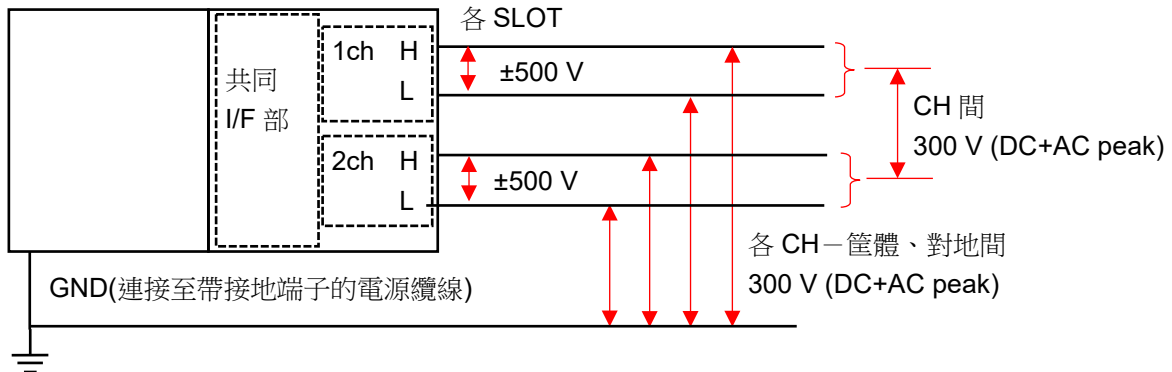 各 SLOT
共同
I/F 部
1ch H
L
±500 V
2ch H
L
±500 V
CH 間
300 V (DC+AC peak)
各 CH－筐體、對地間
300 V (DC+AC peak)
GND(連接至帶接地端子的電源纜線)